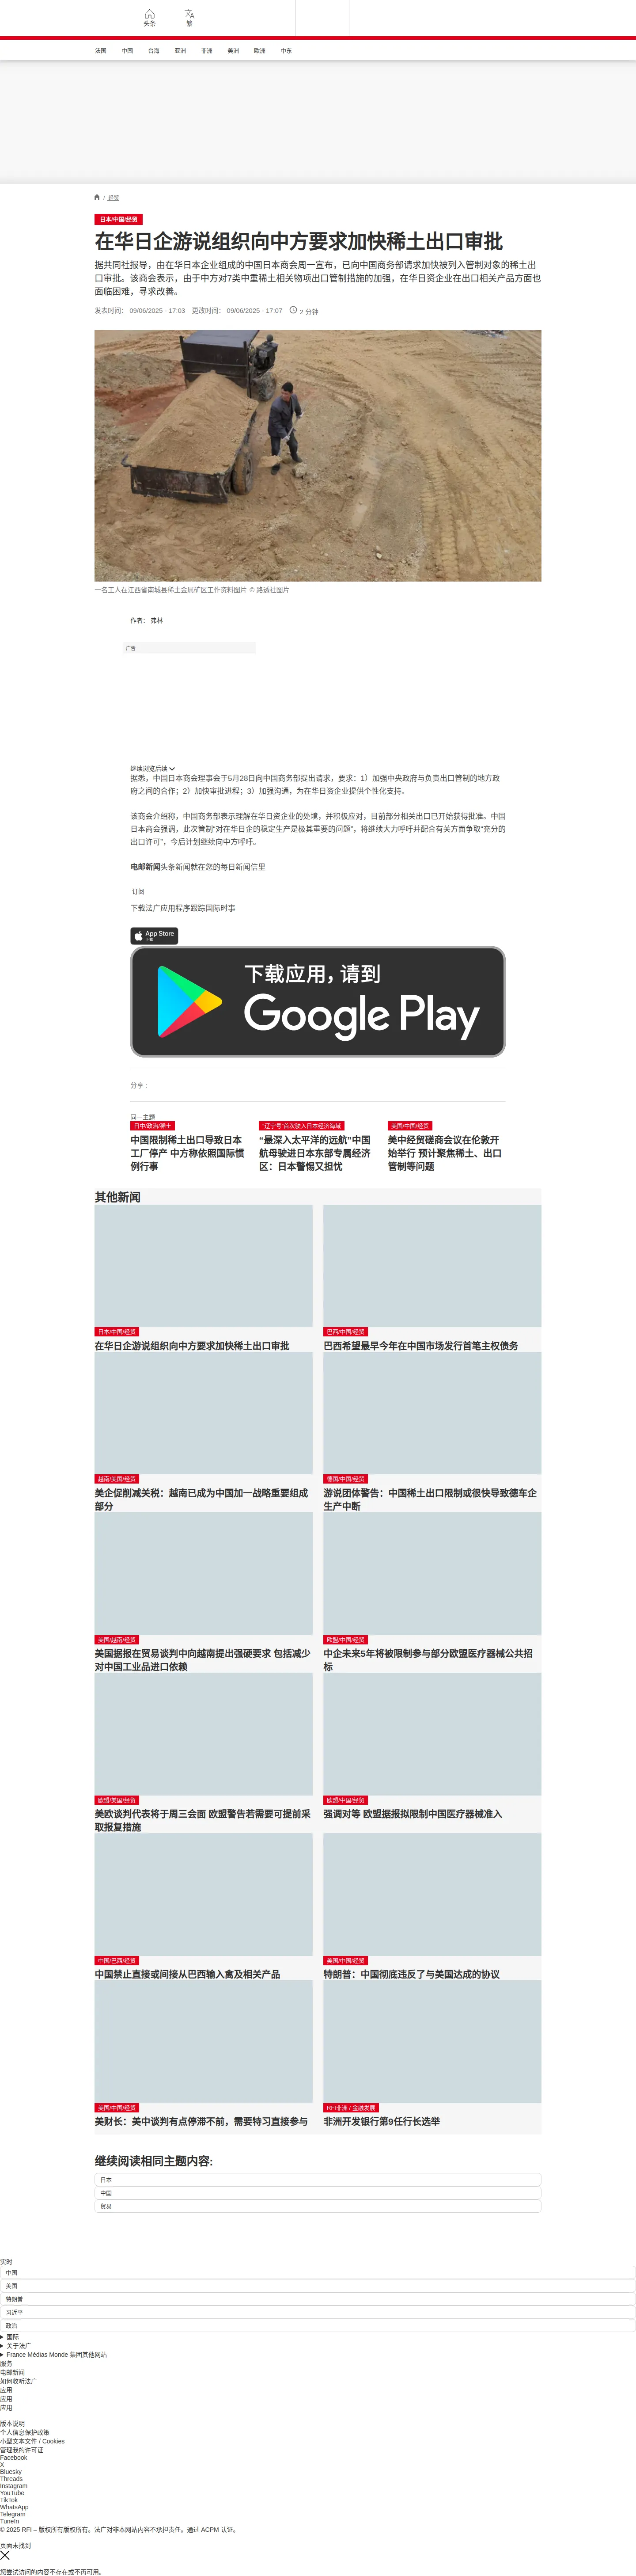 头条
繁
法国
中国
台海
亚洲
非洲
美洲
欧洲
中东
/ 经贸
日本/中国/经贸
在华日企游说组织向中方要求加快稀土出口审批
据共同社报导，由在华日本企业组成的中国日本商会周一宣布，已向中国商务部请求加快被列入管制对象的稀土出
口审批。该商会表示，由于中方对7类中重稀土相关物项出口管制措施的加强，在华日资企业在出口相关产品方面也
面临困难，寻求改善。
发表时间： 09/06/2025 - 17:03 更改时间： 09/06/2025 - 17:07 2 分钟
一名工人在江西省南城县稀土金属矿区工作资料图片 © 路透社图片
作者： 弗林
广告
继续浏览后续
据悉，中国日本商会理事会于5月28日向中国商务部提出请求，要求：1）加强中央政府与负责出口管制的地方政
府之间的合作；2）加快审批进程；3）加强沟通，为在华日资企业提供个性化支持。
该商会介绍称，中国商务部表示理解在华日资企业的处境，并积极应对，目前部分相关出口已开始获得批准。中国
日本商会强调，此次管制“对在华日企的稳定生产是极其重要的问题”，将继续大力呼吁并配合有关方面争取“充分的
出口许可”，今后计划继续向中方呼吁。
电邮新闻头条新闻就在您的每日新闻信里
订阅
下载法广应用程序跟踪国际时事
App Store
下载
下载应用，请到
Google Play
分享 :
同一主题
日中/政治/稀土
中国限制稀土出口导致日本
工厂停产 中方称依照国际惯
例行事
“辽宁号”首次驶入日本经济海域
“最深入太平洋的远航”中国
航母驶进日本东部专属经济
区：日本警惕又担忧
美国/中国/经贸
美中经贸磋商会议在伦敦开
始举行 预计聚焦稀土、出口
管制等问题
其他新闻
日本/中国/经贸
在华日企游说组织向中方要求加快稀土出口审批
巴西/中国/经贸
巴西希望最早今年在中国市场发行首笔主权债务
越南/美国/经贸
美企促削减关税：越南已成为中国加一战略重要组成
部分
德国/中国/经贸
游说团体警告：中国稀土出口限制或很快导致德车企
生产中断
美国/越南/经贸
美国据报在贸易谈判中向越南提出强硬要求 包括减少
对中国工业品进口依赖
欧盟/中国/经贸
中企未来5年将被限制参与部分欧盟医疗器械公共招
标
欧盟/美国/经贸
美欧谈判代表将于周三会面 欧盟警告若需要可提前采
取报复措施
欧盟/中国/经贸
强调对等 欧盟据报拟限制中国医疗器械准入
中国/巴西/经贸
中国禁止直接或间接从巴西输入禽及相关产品
美国/中国/经贸
特朗普：中国彻底违反了与美国达成的协议
美国/中国/经贸
美财长：美中谈判有点停滞不前，需要特习直接参与
RFI非洲 / 金融发展
非洲开发银行第9任行长选举
继续阅读相同主题内容:
日本
中国
贸易
实时
中国
美国
特朗普
习近平
政治
国际
关于法广
France Médias Monde 集团其他网站
服务
电邮新闻
如何收听法广
应用
应用
应用
版本说明
个人信息保护政策
小型文本文件 / Cookies
管理我的许可证
Facebook
X
Bluesky
Threads
Instagram
YouTube
TikTok
WhatsApp
Telegram
TuneIn
© 2025 RFI – 版权所有版权所有。法广对非本网站内容不承担责任。通过 ACPM 认证。
页面未找到
您尝试访问的内容不存在或不再可用。